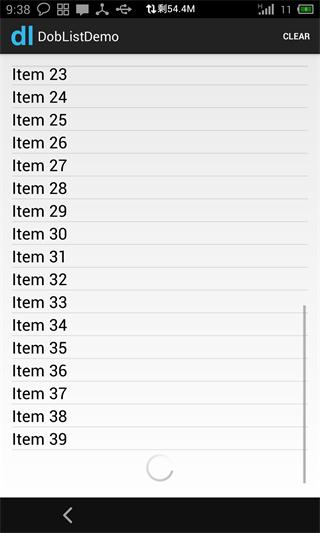 9:38 剩54.4M H 11
dl DobListDemo CLEAR
Item 23
Item 24
Item 25
Item 26
Item 27
Item 28
Item 29
Item 30
Item 31
Item 32
Item 33
Item 34
Item 35
Item 36
Item 37
Item 38
Item 39